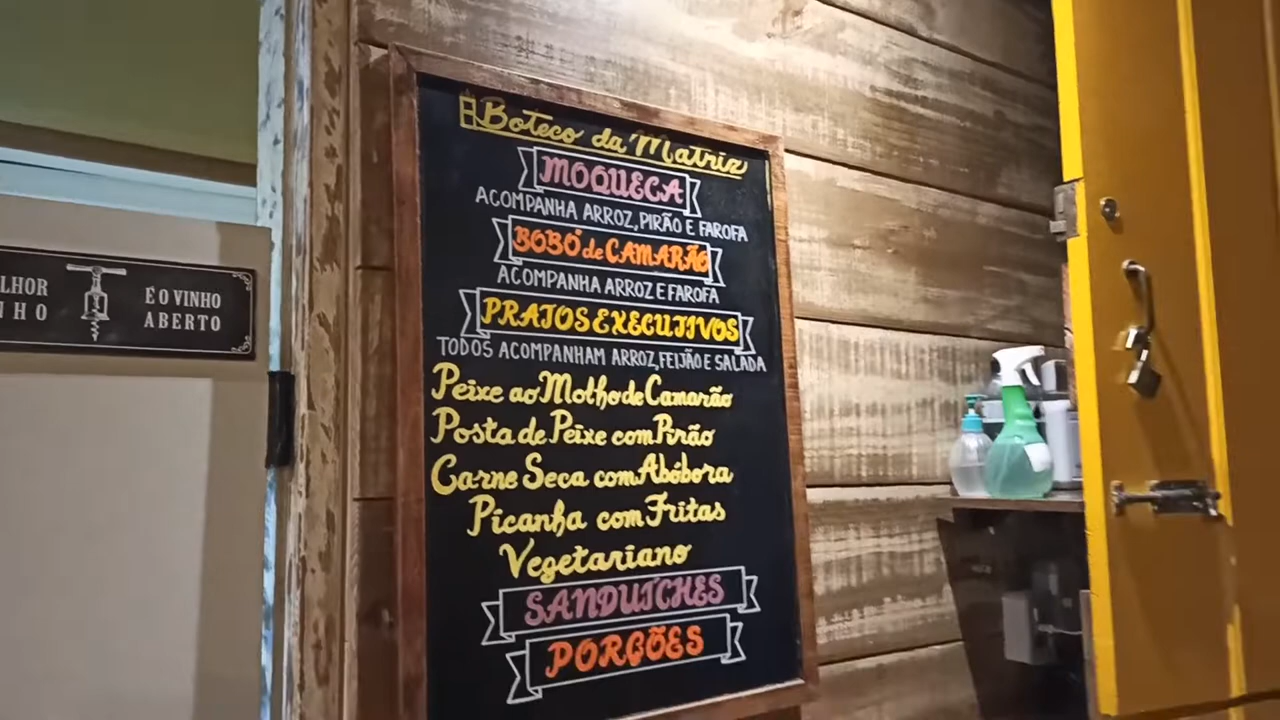 Boteco da Matriz
MOQUECA
ACOMPANHA ARROZ, PIRÃO E FAROFA
BOBÓ de CAMARÃO
ACOMPANHA ARROZ E FAROFA
PRATOS EXECUTIVOS
TODOS ACOMPANHAM ARROZ, FEIJÃO E SALADA
Peixe ao Molho de Camarão
Posta de Peixe com Pirão
Carne Seca com Abóbora
Picanha com Fritas
Vegetariano
SANDUÍCHES
PORÇÕES
LHOR
NHO
É O VINHO
ABERTO